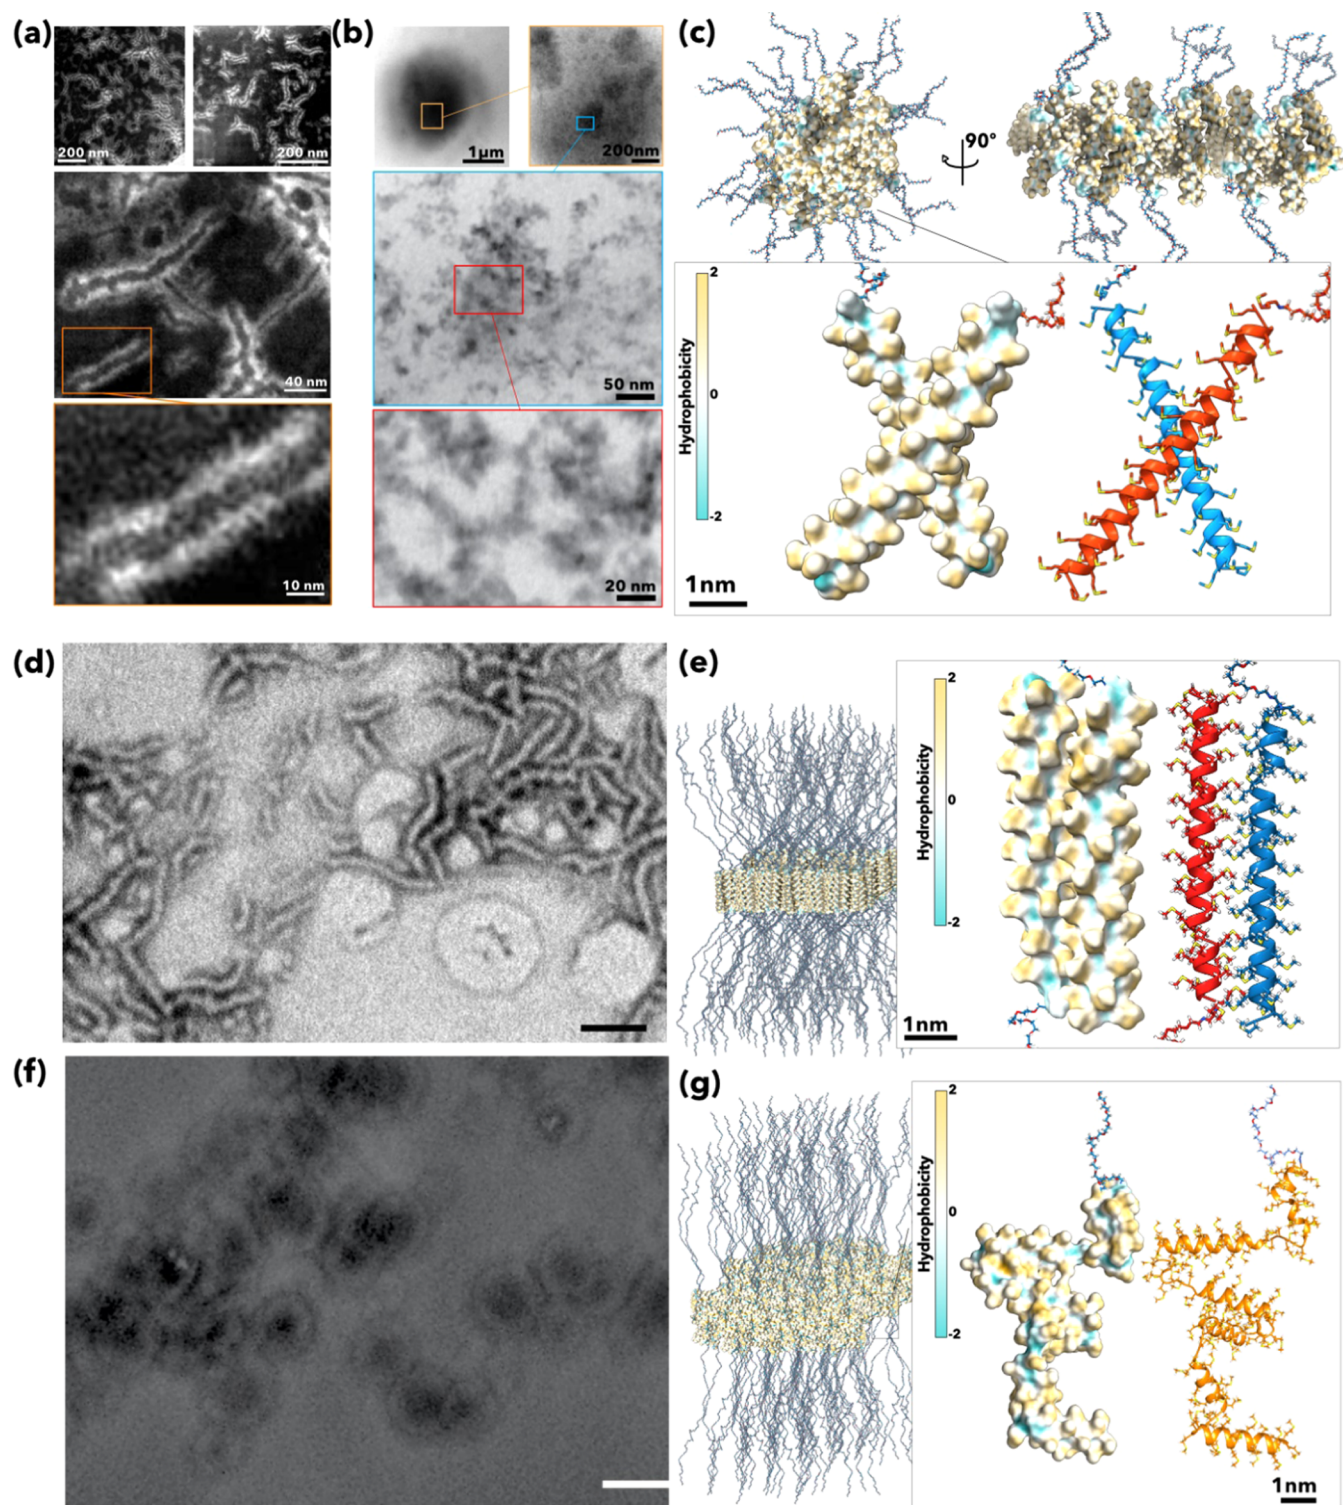 (a)
200 nm
200 nm
40 nm
10 nm
(b)
1μm
200nm
50 nm
20 nm
(c)
90°
2
0
-2
Hydrophobicity
1nm
(d)
(e)
2
0
-2
Hydrophobicity
1nm
(f)
(g)
2
0
-2
Hydrophobicity
1nm